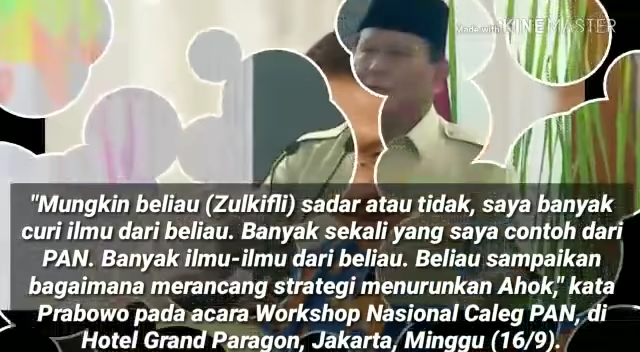 Made with KINEMASTER
"Mungkin beliau (Zulkifli) sadar atau tidak, saya banyak
curi ilmu dari beliau. Banyak sekali yang saya contoh dari
PAN. Banyak ilmu-ilmu dari beliau. Beliau sampaikan
bagaimana merancang strategi menurunkan Ahok," kata
Prabowo pada acara Workshop Nasional Caleg PAN, di
Hotel Grand Paragon, Jakarta, Minggu (16/9).